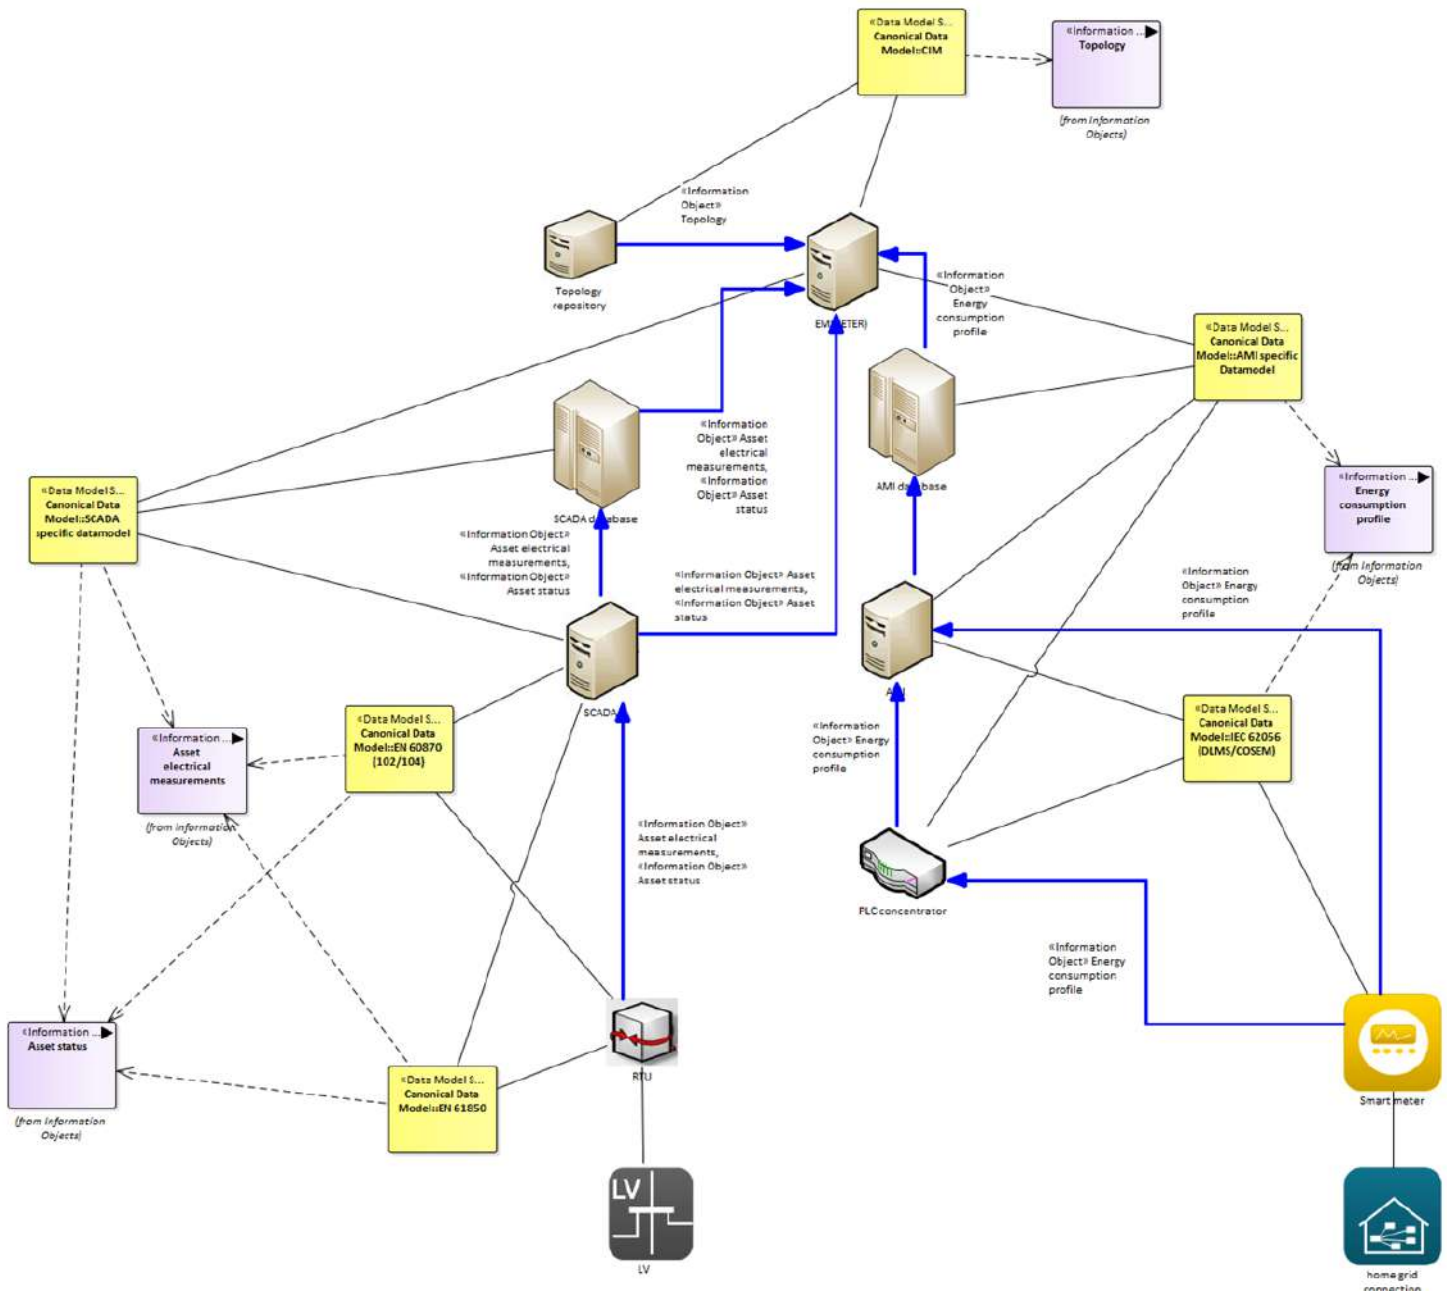 «Data Model S...
Canonical Data
Model::CIM
«Information ...
Topology
(from Information
Objects)
«Information
Object»
Topology
Topology
repository
«Information
Object»
Energy
consumption
profile
«Data Model S...
Canonical Data
Model::AMI specific
Datamodel
«Information
Object» Asset
electrical
measurements,
«Information
Object» Asset
status
AMI database
«Information ...
Energy
consumption
profile
(from Information
Objects)
«Data Model S...
Canonical Data
Model::SCADA
specific datamodel
SCADA database
«Information Object»
Asset electrical
measurements,
«Information Object»
Asset status
«Information Object» Asset
electrical measurements,
«Information Object» Asset
status
«Information
Object» Energy
consumption
profile
SCADA
«Data Model S...
Canonical Data
Model::EN 60870
(102/104)
«Information ...
Asset
electrical
measurements
(from Information
Objects)
«Information
Object» Energy
consumption
profile
«Data Model S...
Canonical Data
Model::IEC 62056
(DLMS/COSEM)
«Information Object»
Asset electrical
measurements,
«Information Object»
Asset status
PLC concentrator
«Information
Object» Energy
consumption
profile
«Information ...
Asset status
(from Information
Objects)
«Data Model S...
Canonical Data
Model::EN 61850
RTU
Smart meter
LV
LV
home grid
connection